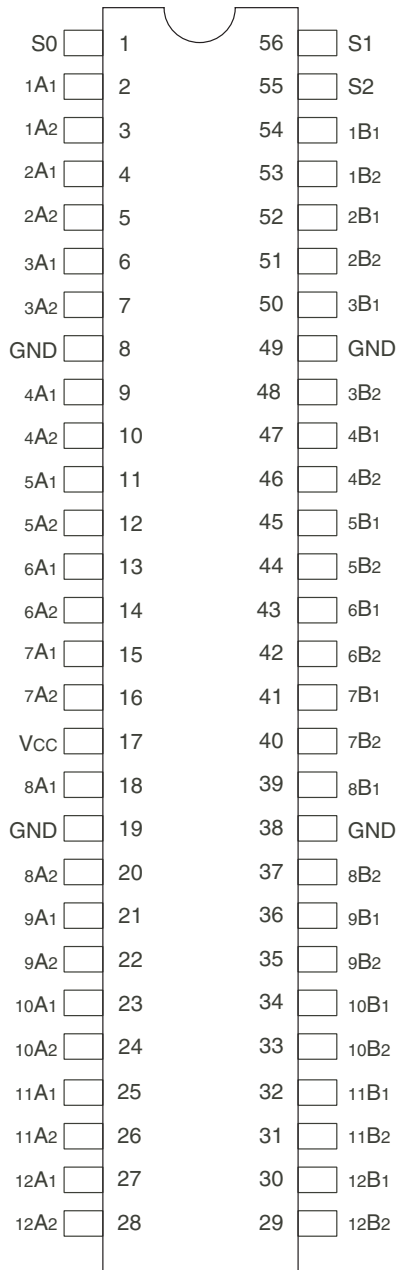 S0 1 56 S1
1A1 2 55 S2
1A2 3 54 1B1
2A1 4 53 1B2
2A2 5 52 2B1
3A1 6 51 2B2
3A2 7 50 3B1
GND 8 49 GND
4A1 9 48 3B2
4A2 10 47 4B1
5A1 11 46 4B2
5A2 12 45 5B1
6A1 13 44 5B2
6A2 14 43 6B1
7A1 15 42 6B2
7A2 16 41 7B1
VCC 17 40 7B2
8A1 18 39 8B1
GND 19 38 GND
8A2 20 37 8B2
9A1 21 36 9B1
9A2 22 35 9B2
10A1 23 34 10B1
10A2 24 33 10B2
11A1 25 32 11B1
11A2 26 31 11B2
12A1 27 30 12B1
12A2 28 29 12B2